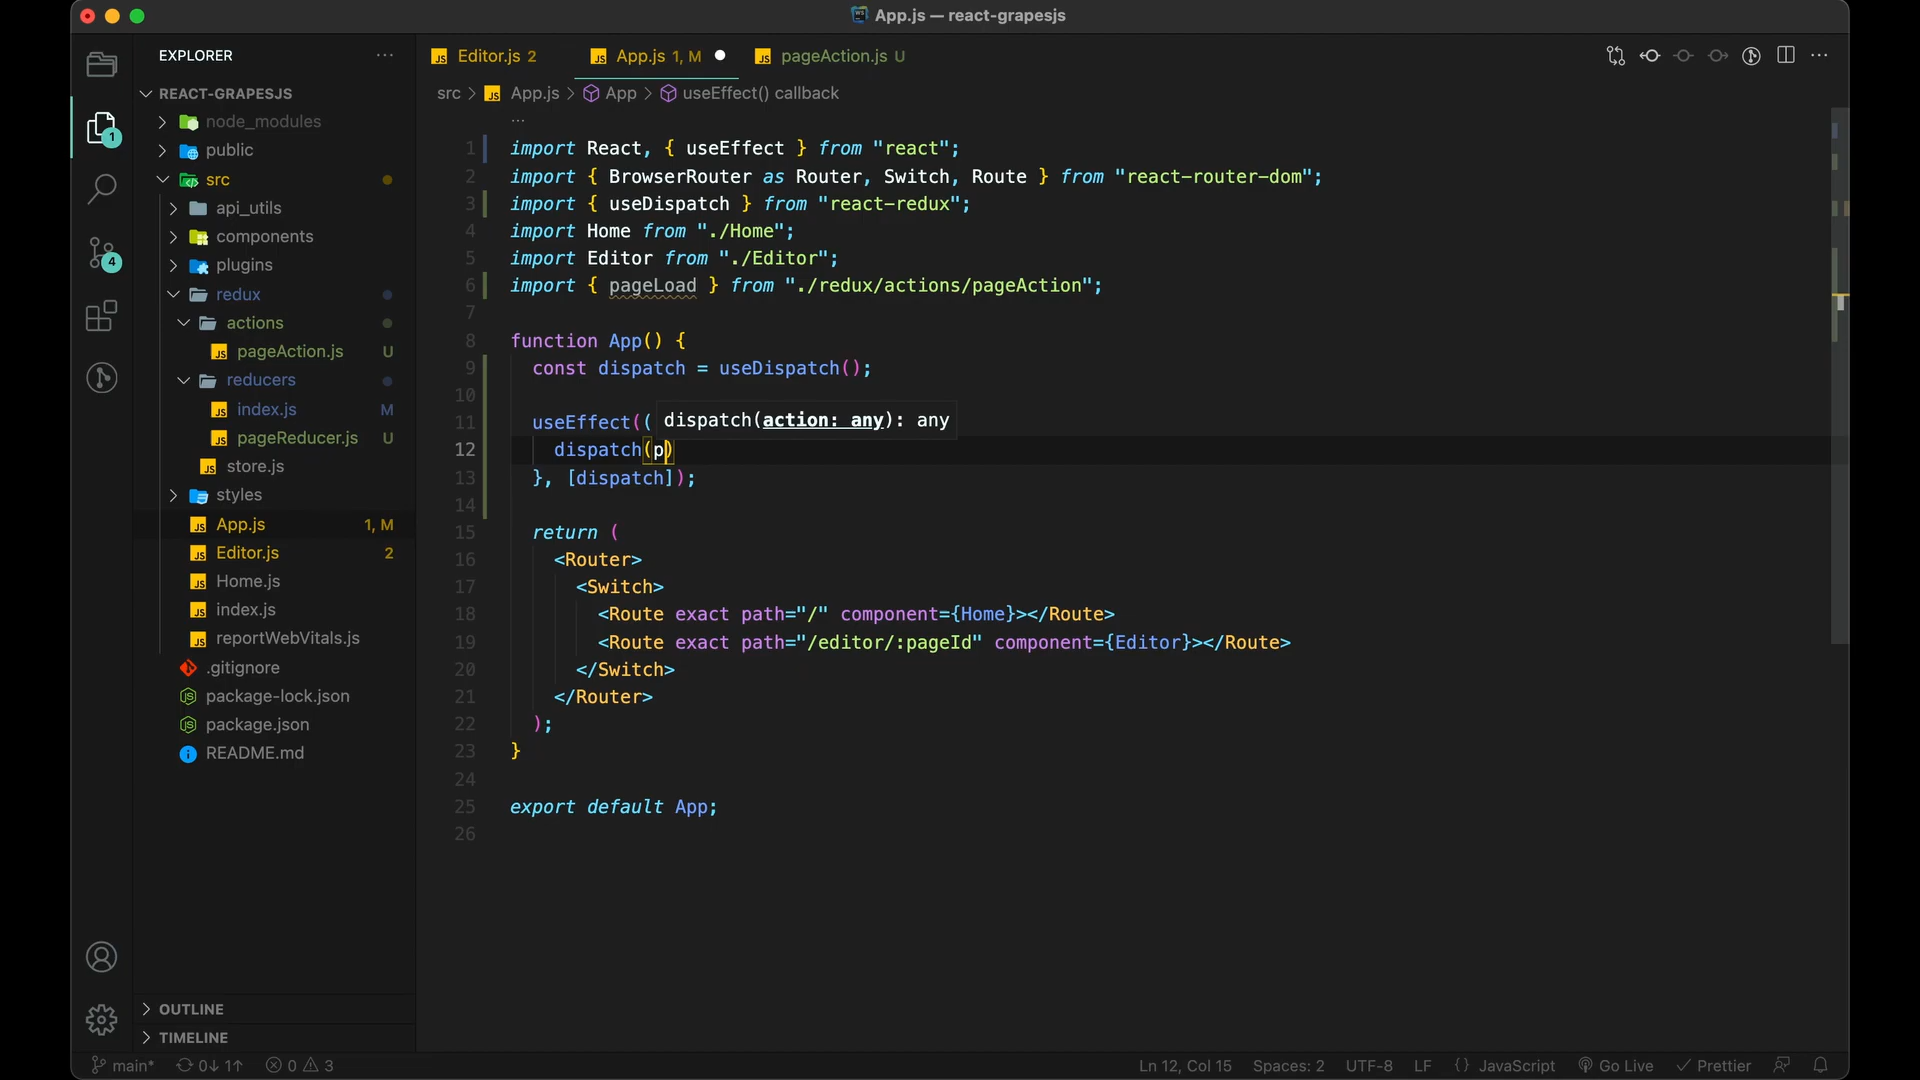 App.js — react-grapesjs
EXPLORER
Editor.js 2
App.js 1, M
pageAction.js U
REACT-GRAPESJS
src > App.js > App > useEffect() callback
node_modules
public
src
api_utils
components
plugins
redux
actions
pageAction.js U
reducers
index.js M
pageReducer.js U
store.js
styles
App.js 1, M
Editor.js 2
Home.js
index.js
reportWebVitals.js
.gitignore
package-lock.json
package.json
README.md
OUTLINE
TIMELINE
1
4
...
1 import React, { useEffect } from "react";
2 import { BrowserRouter as Router, Switch, Route } from "react-router-dom";
3 import { useDispatch } from "react-redux";
4 import Home from "./Home";
5 import Editor from "./Editor";
6 import { pageLoad } from "./redux/actions/pageAction";
7
8 function App() {
9 const dispatch = useDispatch();
10
11 useEffect((
dispatch(action: any): any
12 dispatch(p)
13 }, [dispatch]);
14
15 return (
16 <Router>
17 <Switch>
18 <Route exact path="/" component={Home}></Route>
19 <Route exact path="/editor/:pageId" component={Editor}></Route>
20 </Switch>
21 </Router>
22 );
23 }
24
25 export default App;
26
main* 0↓ 1↑ 0 3
Ln 12, Col 15 Spaces: 2 UTF-8 LF {} JavaScript Go Live Prettier